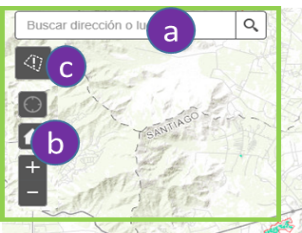 Buscar dirección o lu
a
c
SANTIAGO
b
+
−